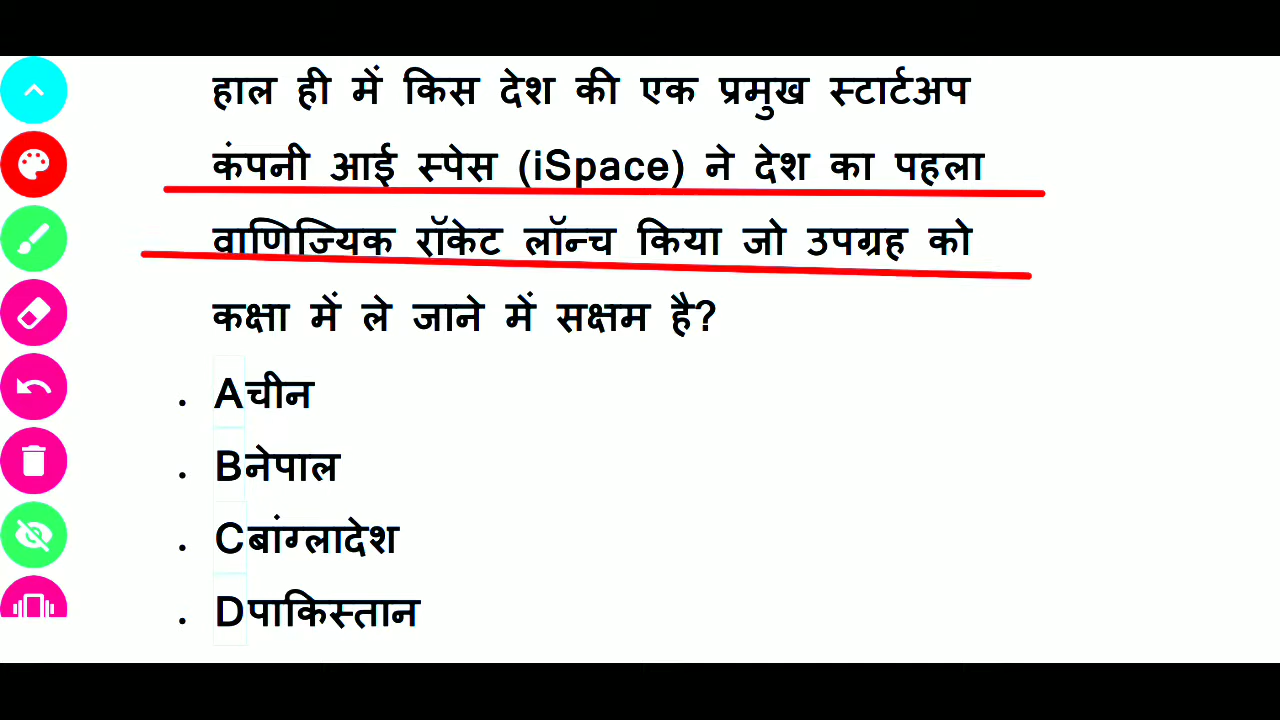 हाल ही में किस देश की एक प्रमुख स्टार्टअप
कंपनी आई स्पेस (iSpace) ने देश का पहला
वाणिज्यिक रॉकेट लॉन्च किया जो उपग्रह को
कक्षा में ले जाने में सक्षम है?
. Aचीन
. Bनेपाल
. Cबांग्लादेश
. Dपाकिस्तान